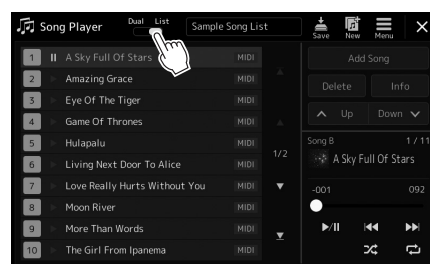 Song Player
Dual List
Sample Song List
Save
New
Menu
1 A Sky Full Of Stars MIDI
2 Amazing Grace MIDI
3 Eye Of The Tiger MIDI
4 Game Of Thrones MIDI
5 Hulapalu MIDI
6 Living Next Door To Alice MIDI
7 Love Really Hurts Without You MIDI
8 Moon River MIDI
9 More Than Words MIDI
10 The Girl From Ipanema MIDI
1/2
Add Song
Delete
Info
Up
Down
Song B 1 / 11
A Sky Full Of Stars
-001 092